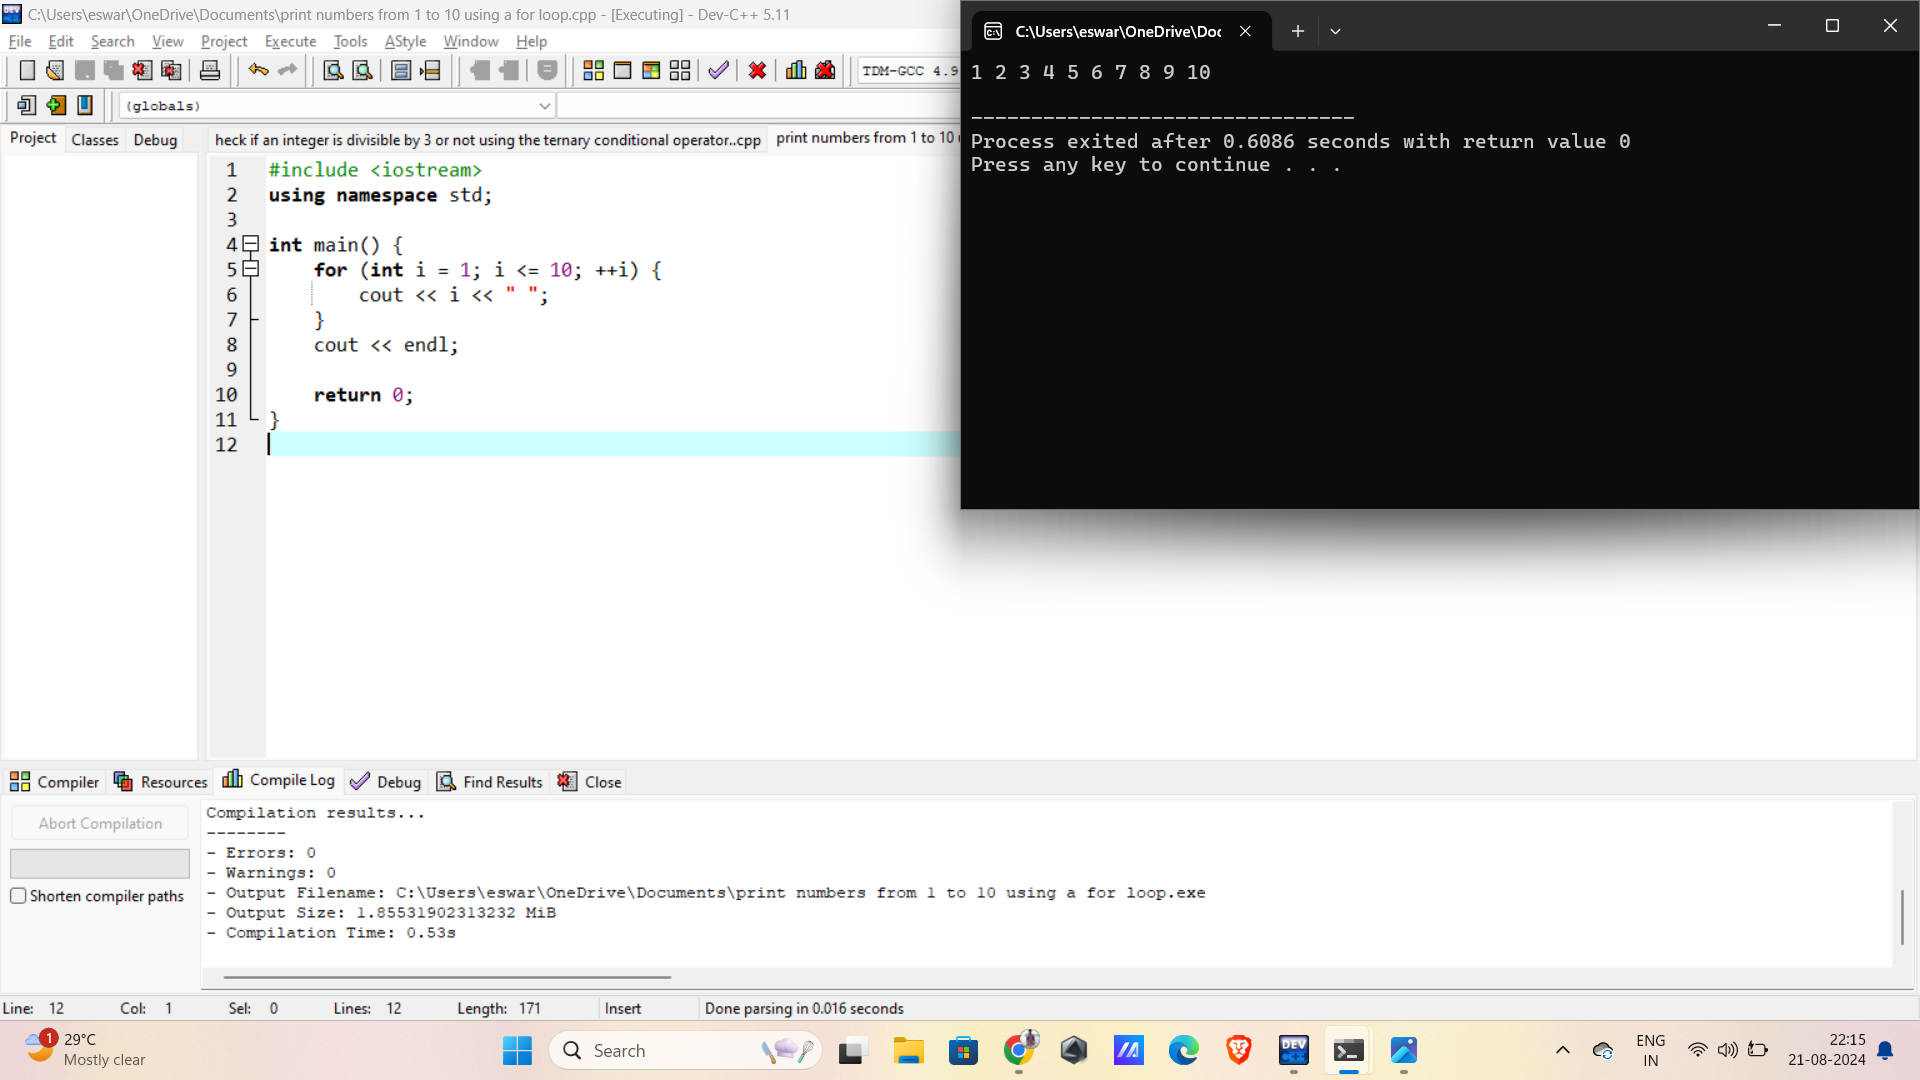 C:\Users\eswar\OneDrive\Documents\print numbers from 1 to 10 using a for loop.cpp - [Executing] - Dev-C++ 5.11
File Edit Search View Project Execute Tools AStyle Window Help
TDM-GCC 4.9
(globals)
Project Classes Debug
heck if an integer is divisible by 3 or not using the ternary conditional operator..cpp
print numbers from 1 to 10
1 #include <iostream>
2 using namespace std;
3
4 int main() {
5 for (int i = 1; i <= 10; ++i) {
6 cout << i << " ";
7 }
8 cout << endl;
9
10 return 0;
11 }
12
C:\Users\eswar\OneDrive\Doc
1 2 3 4 5 6 7 8 9 10
--------------------------------
Process exited after 0.6086 seconds with return value 0
Press any key to continue . . .
Compiler Resources Compile Log Debug Find Results Close
Abort Compilation
Shorten compiler paths
Compilation results...
--------
- Errors: 0
- Warnings: 0
- Output Filename: C:\Users\eswar\OneDrive\Documents\print numbers from 1 to 10 using a for loop.exe
- Output Size: 1.85531902313232 MiB
- Compilation Time: 0.53s
Line: 12 Col: 1 Sel: 0 Lines: 12 Length: 171 Insert Done parsing in 0.016 seconds
1
29°C
Mostly clear
Search
DEV
ENG
IN
22:15
21-08-2024